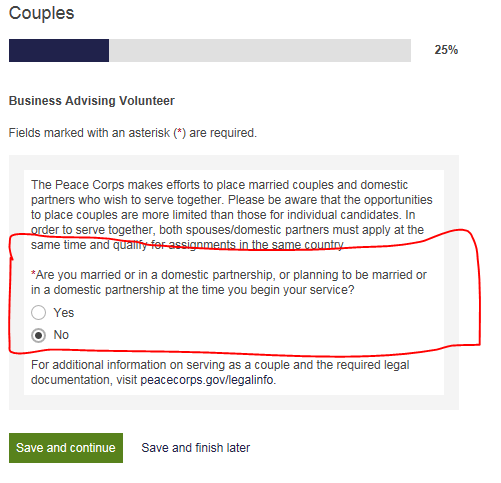 Couples
25%
Business Advising Volunteer
Fields marked with an asterisk (*) are required.
The Peace Corps makes efforts to place married couples and domestic
partners who wish to serve together. Please be aware that the opportunities
to place couples are more limited than those for individual candidates. In
order to serve together, both spouses/domestic partners must apply at the
same time and qualify for assignments in the same country.
*Are you married or in a domestic partnership, or planning to be married or
in a domestic partnership at the time you begin your service?
Yes
No
For additional information on serving as a couple and the required legal
documentation, visit peacecorps.gov/legalinfo.
Save and continue Save and finish later